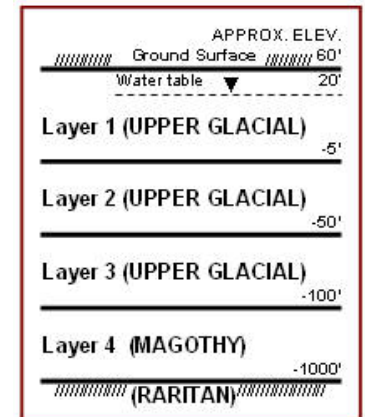 APPROX. ELEV.
Ground Surface 60'
Water table 20'
Layer 1 (UPPER GLACIAL)
-5'
Layer 2 (UPPER GLACIAL)
-50'
Layer 3 (UPPER GLACIAL)
-100'
Layer 4 (MAGOTHY)
-1000'
(RARITAN)